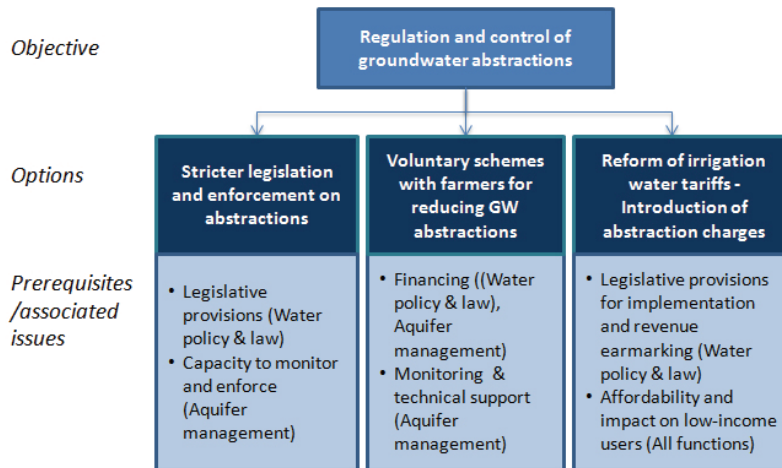 Objective
Regulation and control of
groundwater abstractions
Options
Stricter legislation
and enforcement on
abstractions
Voluntary schemes
with farmers for
reducing GW
abstractions
Reform of irrigation
water tariffs -
Introduction of
abstraction charges
Prerequisites
/associated
issues
• Legislative
provisions (Water
policy & law)
• Capacity to monitor
and enforce
(Aquifer
management)
• Financing ((Water
policy & law),
Aquifer
management)
• Monitoring &
technical support
(Aquifer
management)
• Legislative provisions
for implementation
and revenue
earmarking (Water
policy & law)
• Affordability and
impact on low-income
users (All functions)